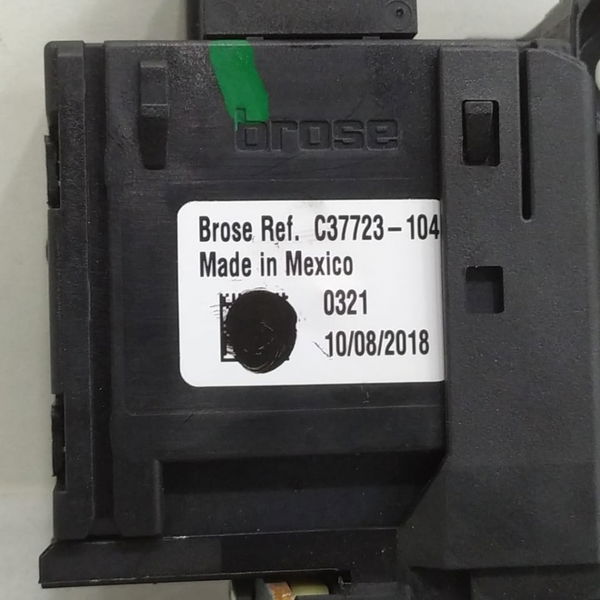 brose
Brose Ref. C37723-104
Made in Mexico
0321
10/08/2018